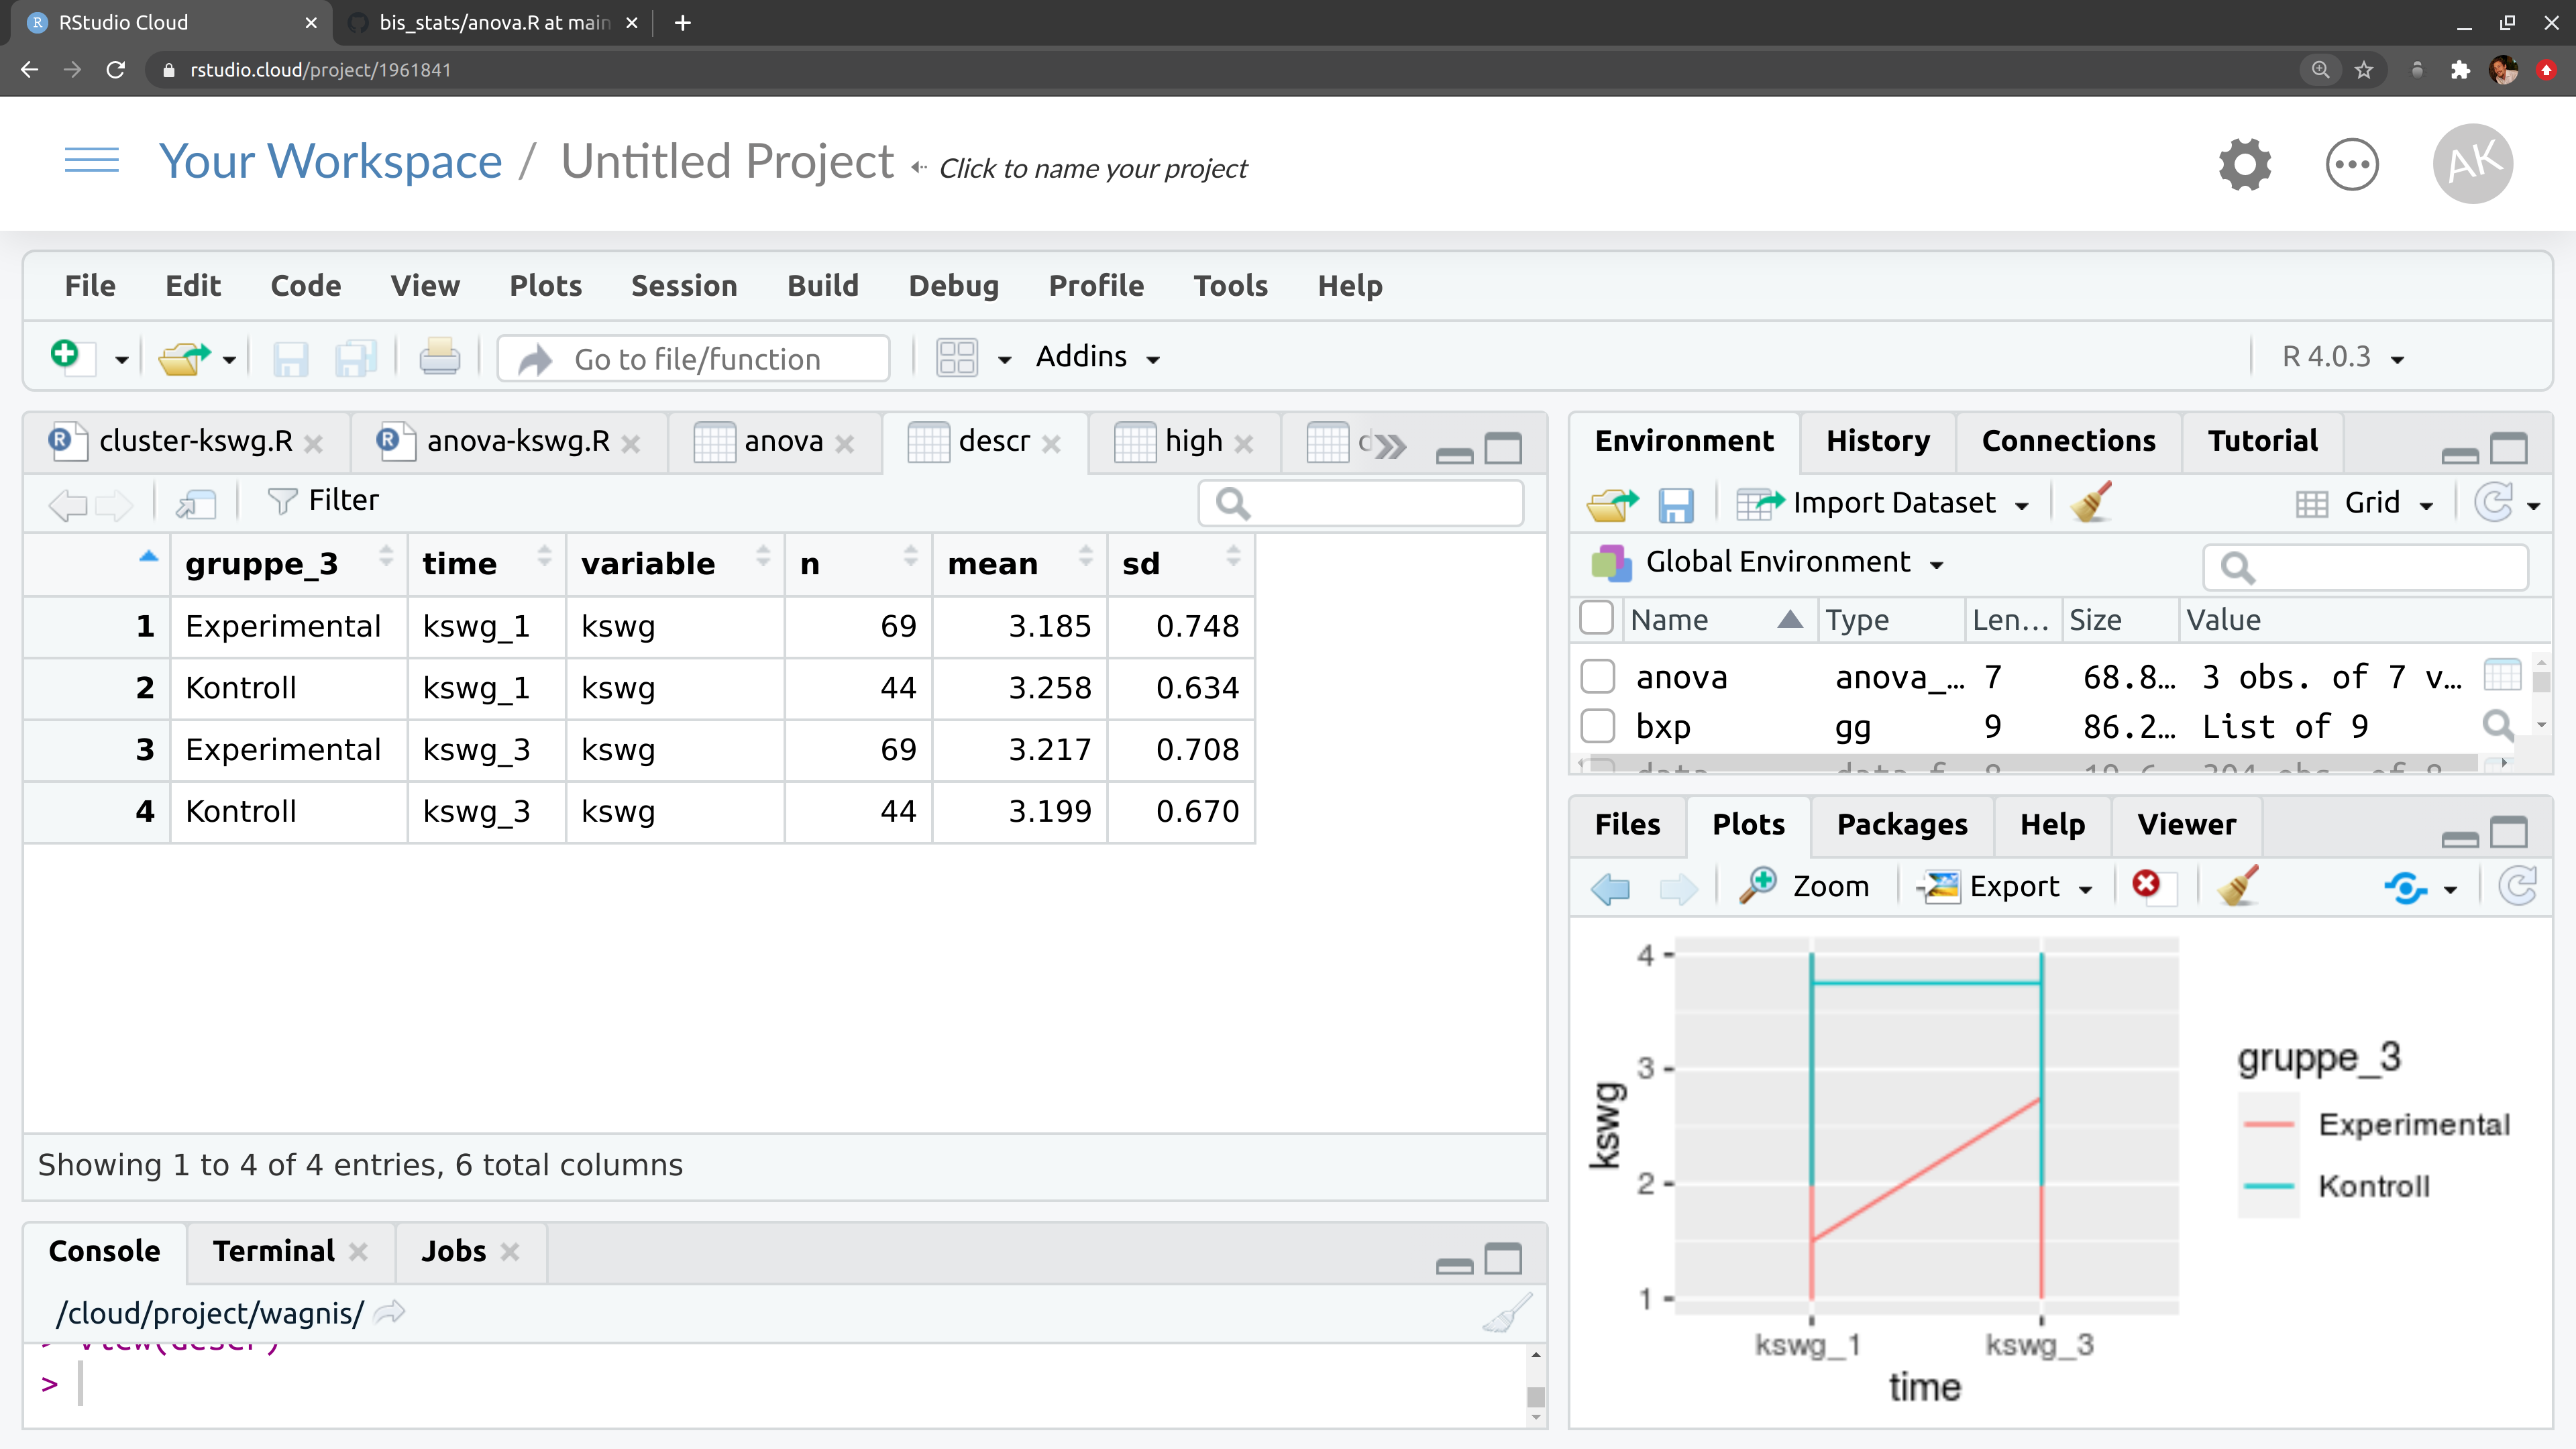 RStudio Cloud
bis_stats/anova.R at main
rstudio.cloud/project/1961841
Your Workspace / Untitled Project Click to name your project
AK
File Edit Code View Plots Session Build Debug Profile Tools Help
Go to file/function Addins R 4.0.3
cluster-kswg.R anova-kswg.R anova descr high
Filter
gruppe_3 time variable n mean sd
1 Experimental kswg_1 kswg 69 3.185 0.748
2 Kontroll kswg_1 kswg 44 3.258 0.634
3 Experimental kswg_3 kswg 69 3.217 0.708
4 Kontroll kswg_3 kswg 44 3.199 0.670
Showing 1 to 4 of 4 entries, 6 total columns
Console Terminal Jobs
/cloud/project/wagnis/
> View(descr)
>
Environment History Connections Tutorial
Import Dataset Grid
Global Environment
Name Type Len... Size Value
anova anova_... 7 68.8... 3 obs. of 7 v...
bxp gg 9 86.2... List of 9
Files Plots Packages Help Viewer
Zoom Export
4
3
2
1
kswg
kswg_1 kswg_3
time
gruppe_3
Experimental
Kontroll